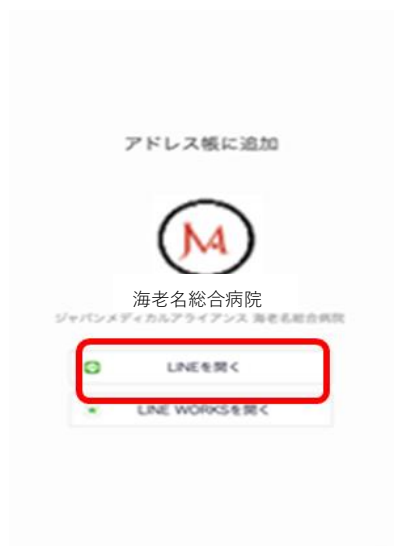 アドレス帳に追加
JMA
海老名総合病院
ジャパンメディカルアライアンス 海老名総合病院
LINEを開く
LINE WORKSを開く